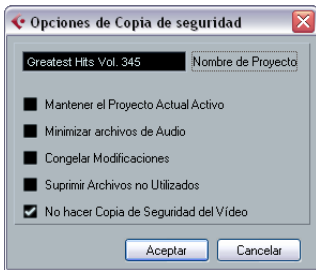 Opciones de Copia de seguridad
Greatest Hits Vol. 345 Nombre de Proyecto
Mantener el Proyecto Actual Activo
Minimizar archivos de Audio
Congelar Modificaciones
Suprimir Archivos no Utilizados
No hacer Copia de Seguridad del Vídeo
Aceptar Cancelar